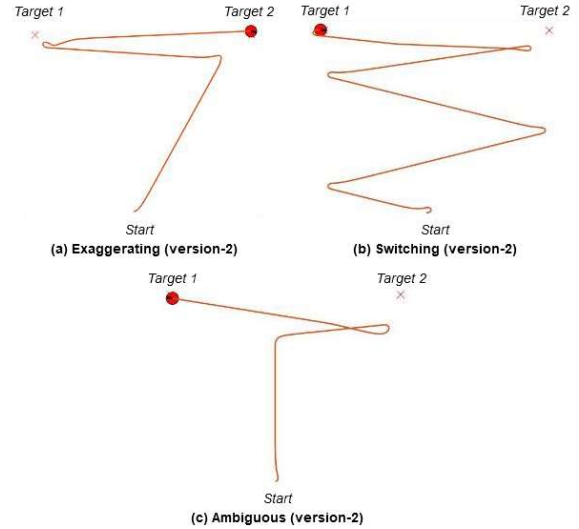 Target 1 Target 2
Target 1 Target 2
Start
(a) Exaggerating (version-2)
Start
(b) Switching (version-2)
Target 1 Target 2
Start
(c) Ambiguous (version-2)